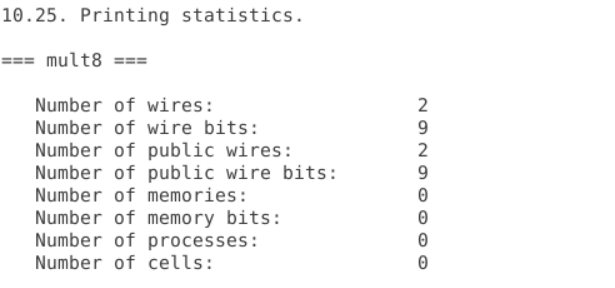 10.25. Printing statistics.
=== mult8 ===
Number of wires: 2
Number of wire bits: 9
Number of public wires: 2
Number of public wire bits: 9
Number of memories: 0
Number of memory bits: 0
Number of processes: 0
Number of cells: 0